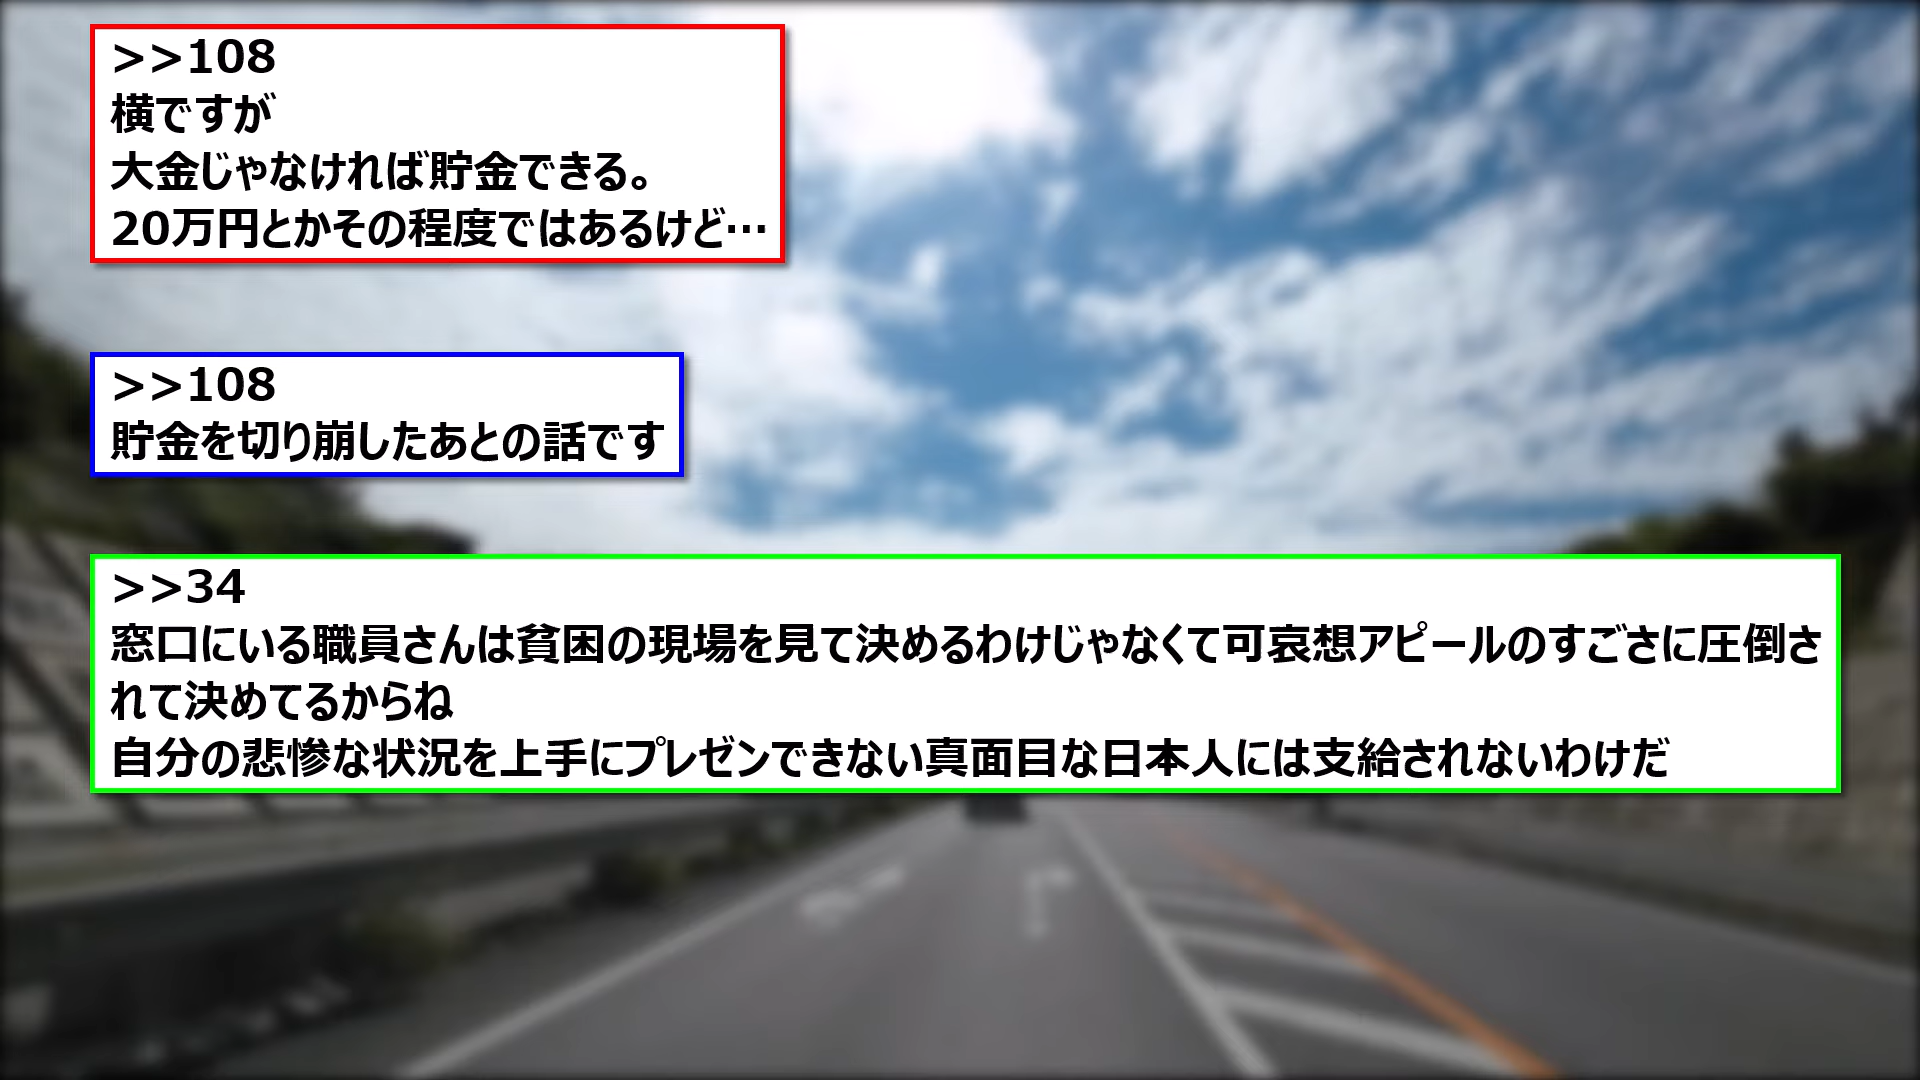 >>108
横ですが
大金じゃなければ貯金できる。
20万円とかその程度ではあるけど…
>>108
貯金を切り崩したあとの話です
>>34
窓口にいる職員さんは貧困の現場を見て決めるわけじゃなくて可哀想アピールのすごさに圧倒さ
れて決めてるからね
自分の悲惨な状況を上手にプレゼンできない真面目な日本人には支給されないわけだ